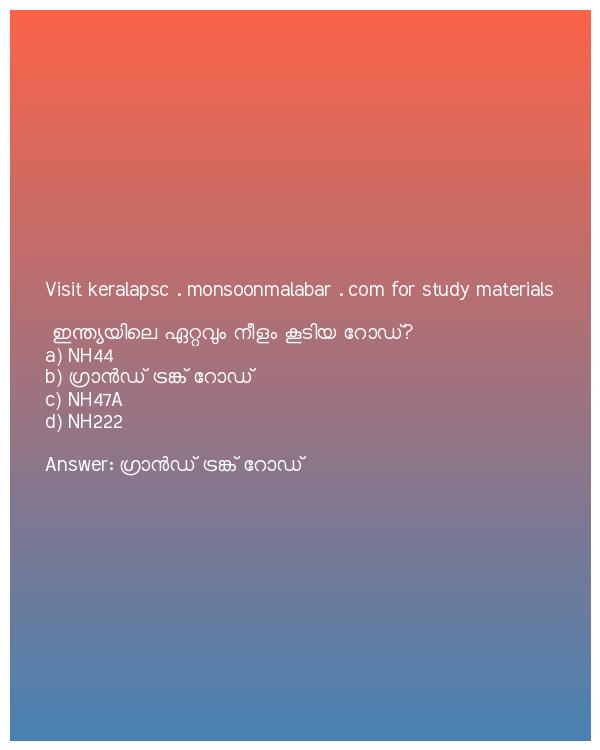 Visit keralapsc . monsoonmalabar . com for study materials
ഇന്ത്യയിലെ ഏറ്റവും നീളം കൂടിയ റോഡ്?
a) NH44
b) ഗ്രാൻഡ് ട്രങ്ക് റോഡ്
c) NH47A
d) NH222
Answer: ഗ്രാൻഡ് ട്രങ്ക് റോഡ്